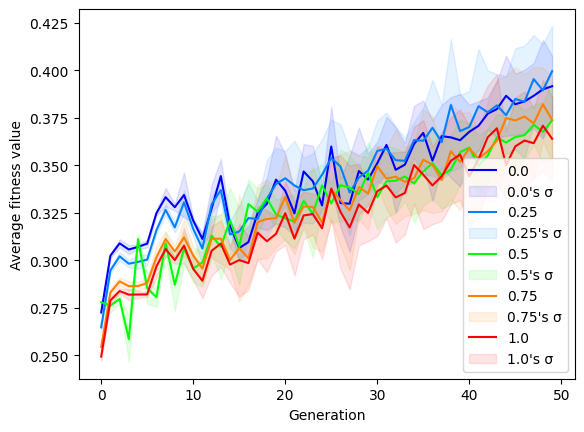 0.425
0.400
0.375
0.350
0.325
0.300
0.275
0.250
Average fitness value
0 10 20 30 40 50
Generation
0.0
0.0's σ
0.25
0.25's σ
0.5
0.5's σ
0.75
0.75's σ
1.0
1.0's σ